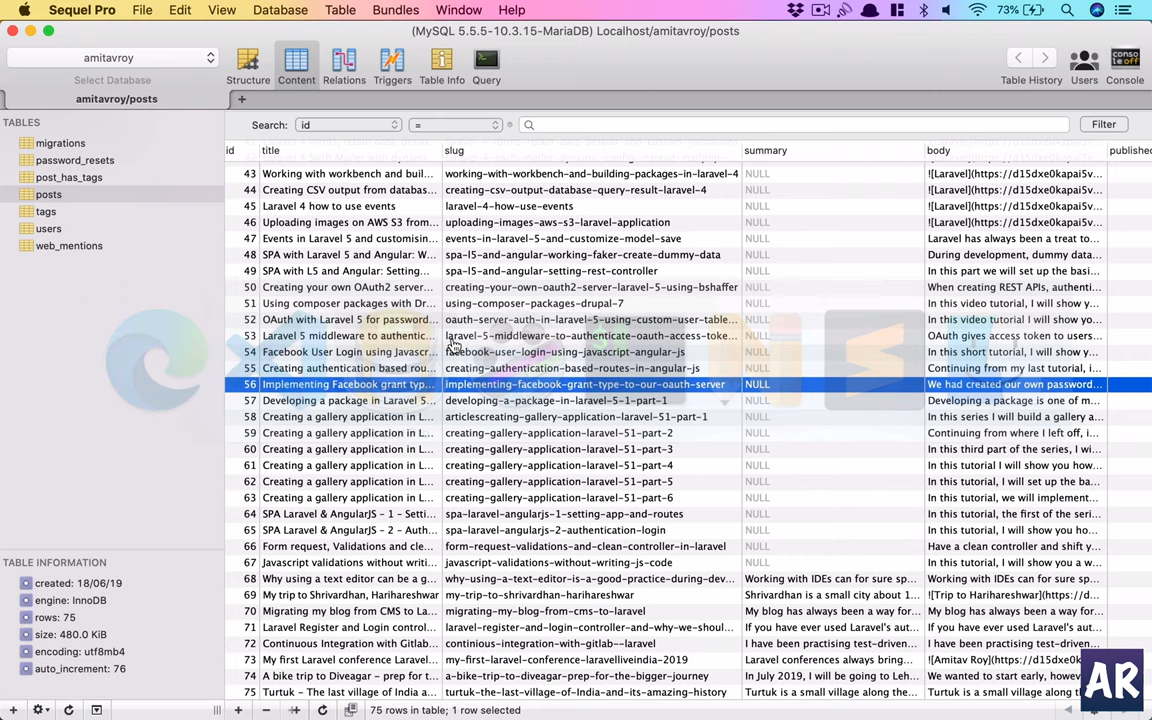 Sequel Pro File Edit View Database Table Bundles Window Help 73%
(MySQL 5.5.5-10.3.15-MariaDB) Localhost/amitavroy/posts
amitavroy
Select Database Structure Content Relations Triggers Table Info Query Table History Users Console
conso le off
amitavroy/posts
TABLES
migrations
password_resets
post_has_tags
posts
tags
users
web_mentions
Search: id = Filter
id title slug summary body published
43 Working with workbench and buil... working-with-workbench-and-building-packages-in-laravel-4 NULL ![Laravel](https://d15dxe0kapai5v...
44 Creating CSV output from databas... creating-csv-output-database-query-result-laravel-4 NULL ![Laravel](https://d15dxe0kapai5v...
45 Laravel 4 how to use events laravel-4-how-use-events NULL ![Laravel](https://d15dxe0kapai5v...
46 Uploading images on AWS S3 from... uploading-images-aws-s3-laravel-application NULL ![Laravel](https://d15dxe0kapai5v...
47 Events in Laravel 5 and customisin... events-in-laravel-5-and-customize-model-save NULL Laravel has always been a treat to...
48 SPA with Laravel 5 and Angular: W... spa-l5-and-angular-working-faker-create-dummy-data NULL During development, dummy data...
49 SPA with L5 and Angular: Setting... spa-l5-and-angular-setting-rest-controller NULL In this part we will set up the basi...
50 Creating your own OAuth2 server... creating-your-own-oauth2-server-laravel-5-using-bshaffer NULL When creating REST APIs, authenti...
51 Using composer packages with Dr... using-composer-packages-drupal-7 NULL In this video tutorial, I will show y...
52 OAuth with Laravel 5 for password... oauth-server-auth-in-laravel-5-using-custom-user-table... NULL In this video tutorial I will show yo...
53 Laravel 5 middleware to authentic... laravel-5-middleware-to-authenticate-oauth-access-toke... NULL OAuth gives access token to users...
54 Facebook User Login using Javascr... facebook-user-login-using-javascript-angular-js NULL In this short tutorial, I will show y...
55 Creating authentication based rou... creating-authentication-based-routes-in-angular-js NULL Continuing from my last tutorial, I...
56 Implementing Facebook grant typ... implementing-facebook-grant-type-to-our-oauth-server NULL We had created our own password...
57 Developing a package in Laravel 5... developing-a-package-in-laravel-5-1-part-1 NULL Developing a package is one of m...
58 Creating a gallery application in L... articlescreating-gallery-application-laravel-51-part-1 NULL In this series I will build a gallery a...
59 Creating a gallery application in L... creating-gallery-application-laravel-51-part-2 NULL Continuing from where I left off, i...
60 Creating a gallery application in L... creating-gallery-application-laravel-51-part-3 NULL In this third part of the series, I wi...
61 Creating a gallery application in L... creating-gallery-application-laravel-51-part-4 NULL In this tutorial I will show you how...
62 Creating a gallery application in L... creating-gallery-application-laravel-51-part-5 NULL In this tutorial, I will set up the ba...
63 Creating a gallery application in L... creating-gallery-application-laravel-51-part-6 NULL In this tutorial, we will implement...
64 SPA Laravel & AngularJS - 1 - Setti... spa-laravel-angularjs-1-setting-app-and-routes NULL In this tutorial, the first of the seri...
65 SPA Laravel & AngularJS - 2 - Auth... spa-laravel-angularjs-2-authentication-login NULL In this tutorial, I will show you ho...
66 Form request, Validations and cle... form-request-validations-and-clean-controller-in-laravel NULL Have a clean controller and shift y...
67 Javascript validations without writi... javascript-validations-without-writing-js-code NULL In this tutorial, I will show you a w...
68 Why using a text editor can be a g... why-using-a-text-editor-is-a-good-practice-during-dev... Working with IDEs can for sure sp... Working with IDEs can for sure sp...
69 My trip to Shrivardhan, Harihareshwar my-trip-to-shrivardhan-harihareshwar Shrivardhan is a small city about 1... ![Trip to Harihareshwar](https://d...
70 Migrating my blog from CMS to La... migrating-my-blog-from-cms-to-laravel My blog has always been a way for... My blog has always been a way for...
71 Laravel Register and Login control... laravel-register-and-login-controller-and-why-we-shoul... If you have ever used Laravel's aut... If you have ever used Laravel's aut...
72 Continuous Integration with Gitlab... continious-integration-with-gitlab--laravel I have been practising test-driven... I have been practising test-driven...
73 My first Laravel conference Laravel... my-first-laravel-conference-laravelliveindia-2019 Laravel conferences always bring... ![Amitav Roy](https://d15dxe0k
74 A bike trip to Diveagar - preparin... a-bike-trip-to-diveagar-preparing-for-the-bigger-journey In July 2019, I will be going to Leh... We wanted to start early, howe
75 Turtuk - The last village of India a... turtuk-the-last-village-of-india-and-its-amazing-history Turtuk is a small village along the... Turtuk is a small village along
TABLE INFORMATION
created: 18/06/19
engine: InnoDB
rows: 75
size: 480.0 KiB
encoding: utf8mb4
auto_increment: 76
75 rows in table; 1 row selected
AR